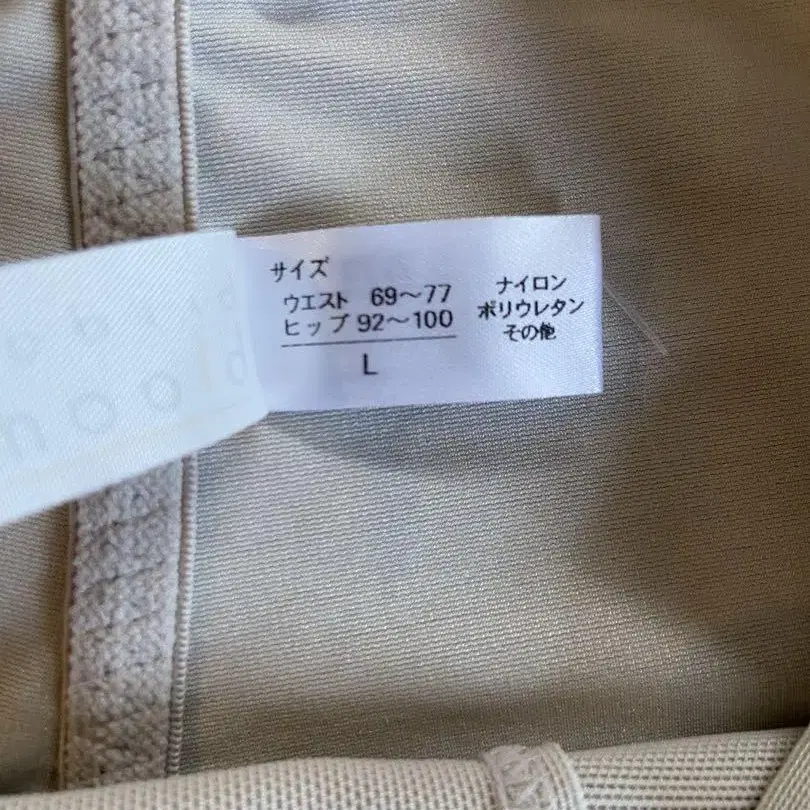 サイズ
ウエスト 69～77
ヒップ 92～100
L
ナイロン
ポリウレタン
その他